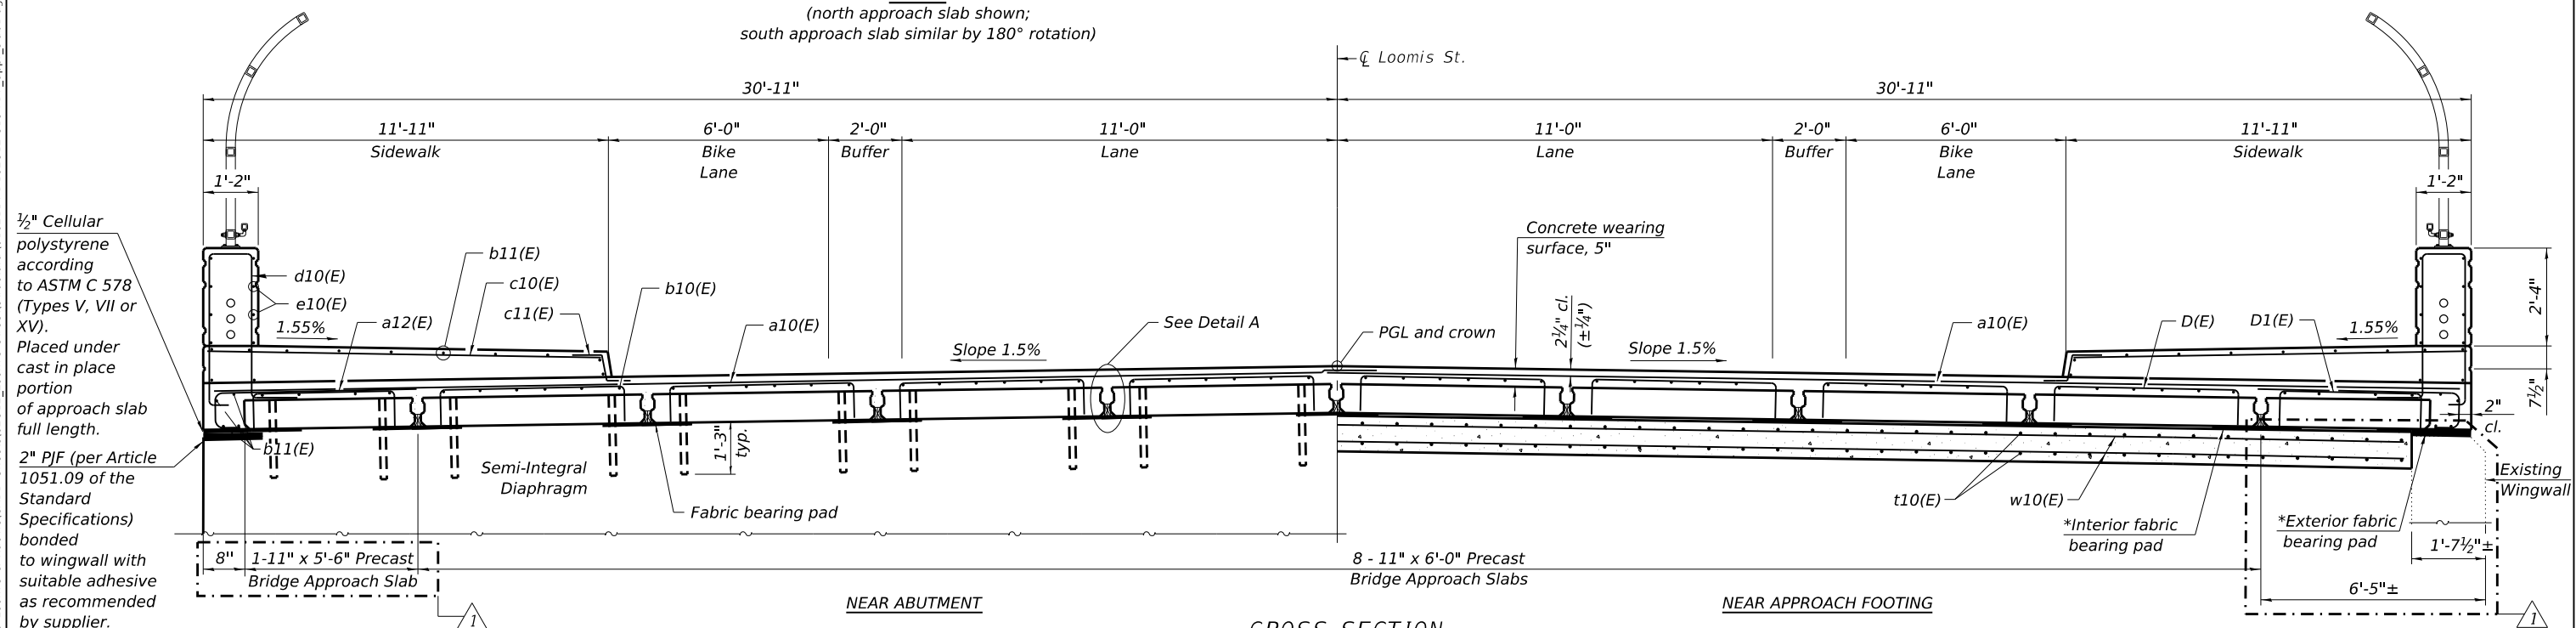 (north approach slab shown;
south approach slab similar by 180° rotation)
℄ Loomis St.
30'-11"
30'-11"
11'-11"
6'-0"
2'-0"
11'-0"
11'-0"
2'-0"
6'-0"
11'-11"
Sidewalk
Bike
Lane
Buffer
Lane
Lane
Buffer
Bike
Lane
Sidewalk
1'-2"
1'-2"
½" Cellular
polystyrene
according
to ASTM C 578
(Types V, VII or
XV).
Placed under
cast in place
portion
of approach slab
full length.
2" PJF (per Article
1051.09 of the
Standard
Specifications)
bonded
to wingwall with
suitable adhesive
as recommended
by supplier.
d10(E)
e10(E)
1.55%
b11(E)
c10(E)
c11(E)
a12(E)
b10(E)
a10(E)
Slope 1.5%
See Detail A
PGL and crown
Concrete wearing
surface, 5"
2¼" cl.
(±¼")
Slope 1.5%
a10(E)
D(E)
D1(E)
1.55%
2'-4"
7½"
2"
cl.
b11(E)
Semi-Integral
Diaphragm
1'-3"
typ.
Fabric bearing pad
t10(E)
w10(E)
*Interior fabric
bearing pad
*Exterior fabric
bearing pad
Existing
Wingwall
1'-7½"±
6'-5"±
8"
1-11" x 5'-6" Precast
Bridge Approach Slab
8 - 11" x 6'-0" Precast
Bridge Approach Slabs
1
NEAR ABUTMENT
NEAR APPROACH FOOTING
1
CROSS SECTION